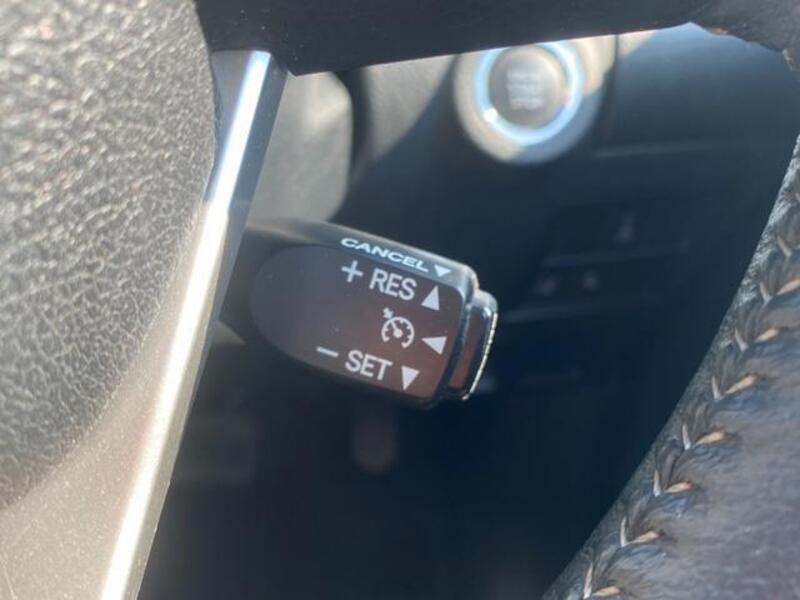 CANCEL▼
+ RES ▲
◀
− SET ▼